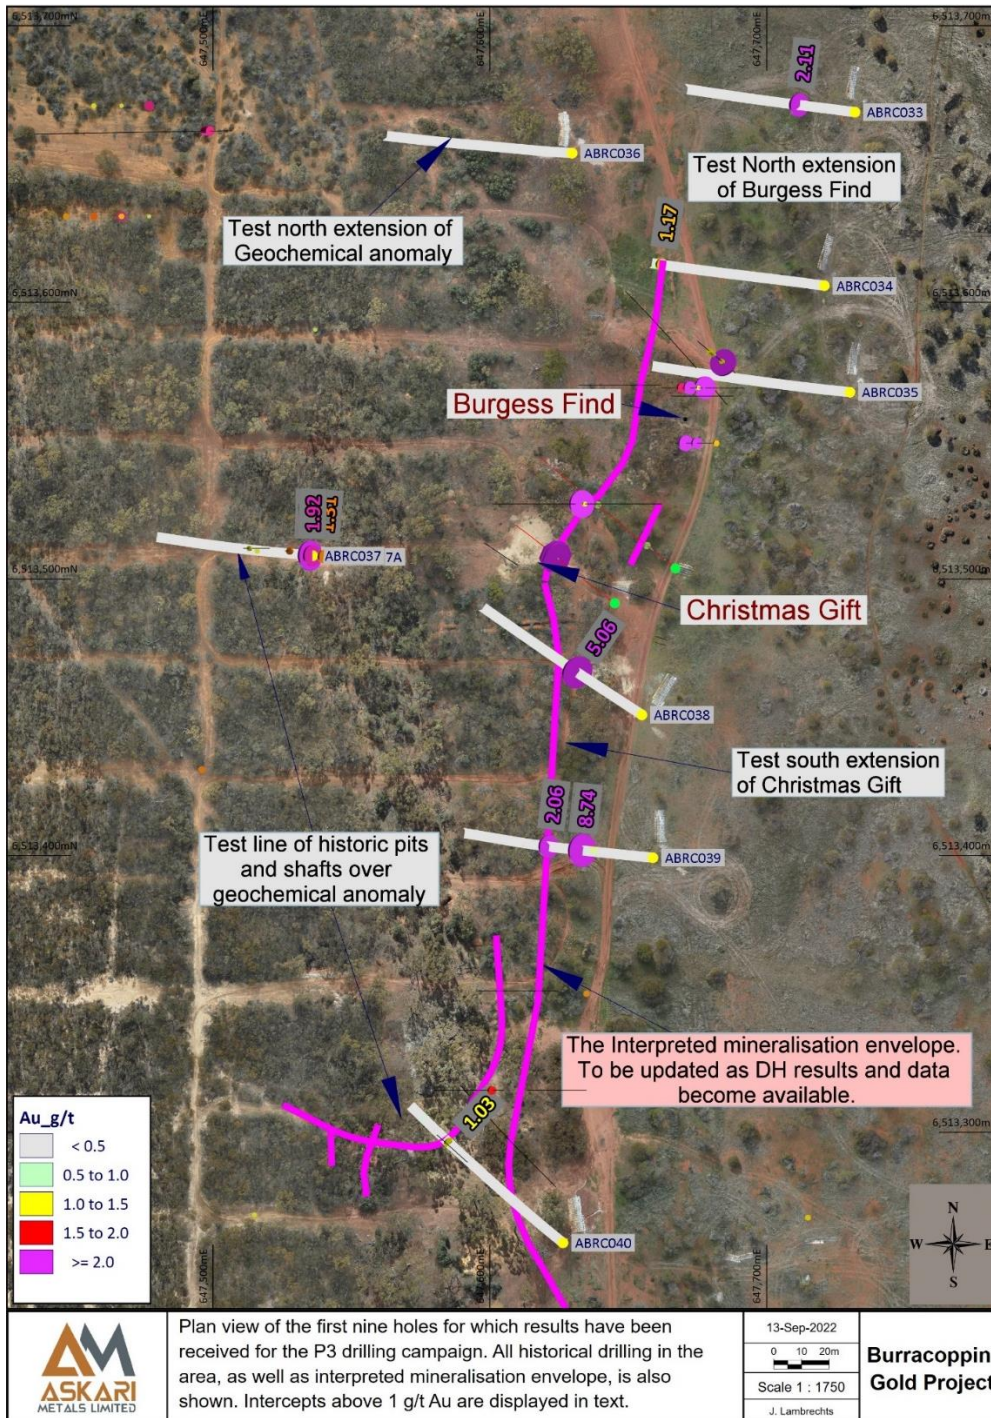 6,513,700mN
6,513,700mN
647,500mE
647,600mE
647,700mE
2.11
ABRC033
ABRC036
Test North extension
of Burgess Find
Test north extension of
Geochemical anomaly
1.17
6,513,600mN
6,513,600mN
ABRC034
ABRC035
Burgess Find
1.92
ABRC037 7A
6,513,500mN
6,513,500mN
Christmas Gift
5.06
ABRC038
Test south extension
of Christmas Gift
2.06
8.74
ABRC039
Test line of historic pits
and shafts over
geochemical anomaly
6,513,400mN
6,513,400mN
The Interpreted mineralisation envelope.
To be updated as DH results and data
become available.
1.03
6,513,300mN
ABRC040
Au_g/t
< 0.5
0.5 to 1.0
1.0 to 1.5
1.5 to 2.0
>= 2.0
N
W E
S
647,500mE
647,600mE
647,700mE
AM
ASKARI
METALS LIMITED
Plan view of the first nine holes for which results have been
received for the P3 drilling campaign. All historical drilling in the
area, as well as interpreted mineralisation envelope, is also
shown. Intercepts above 1 g/t Au are displayed in text.
13-Sep-2022
0 10 20m
Scale 1 : 1750
J. Lambrechts
Burracoppin
Gold Project